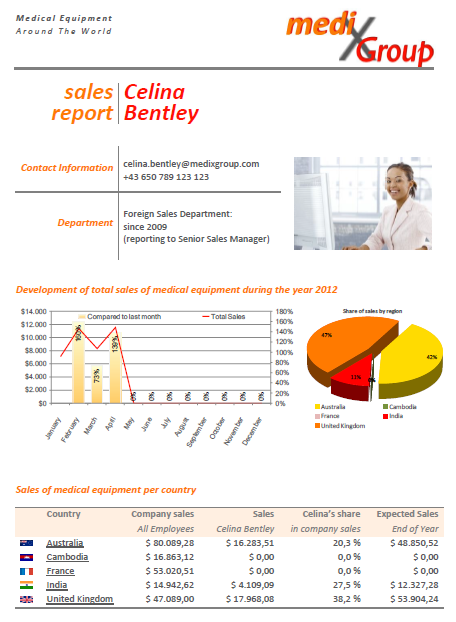 Medical Equipment
Around The World
medi
XGroup
sales report
Celina Bentley
Contact Information
celina.bentley@medixgroup.com
+43 650 789 123 123
Department
Foreign Sales Department:
since 2009
(reporting to Senior Sales Manager)
Development of total sales of medical equipment during the year 2012
Compared to last month
Total Sales
$14.000
$12.000
$10.000
$8.000
$6.000
$4.000
$2.000
$0
180%
160%
140%
120%
100%
80%
60%
40%
20%
0%
160%
73%
139%
0%
0%
0%
0%
0%
0%
0%
0%
January
February
March
April
May
June
July
August
September
October
November
December
Share of sales by region
47%
42%
11%
Australia
Cambodia
France
India
United Kingdom
Sales of medical equipment per country
Country Company sales Sales Celina's share Expected Sales
All Employees Celina Bentley in company sales End of Year
Australia $ 80.089,28 $ 16.283,51 20,3 % $ 48.850,52
Cambodia $ 16.863,12 $ 0,00 0,0 % $ 0,00
France $ 53.020,51 $ 0,00 0,0 % $ 0,00
India $ 14.942,62 $ 4.109,09 27,5 % $ 12.327,28
United Kingdom $ 47.089,00 $ 17.968,08 38,2 % $ 53.904,24